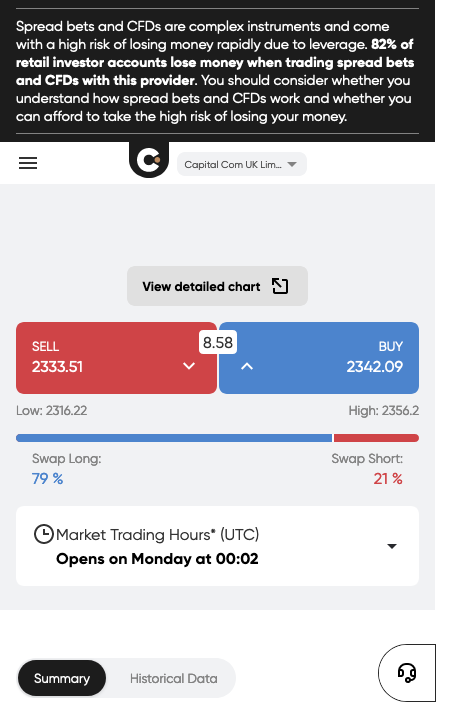 Spread bets and CFDs are complex instruments and come
with a high risk of losing money rapidly due to leverage. 82% of
retail investor accounts lose money when trading spread bets
and CFDs with this provider. You should consider whether you
understand how spread bets and CFDs work and whether you
can afford to take the high risk of losing your money.
Capital Com UK Lim...
View detailed chart
SELL
2333.51
8.58
BUY
2342.09
Low: 2316.22
High: 2356.2
Swap Long:
79 %
Swap Short:
21 %
Market Trading Hours* (UTC)
Opens on Monday at 00:02
Summary
Historical Data